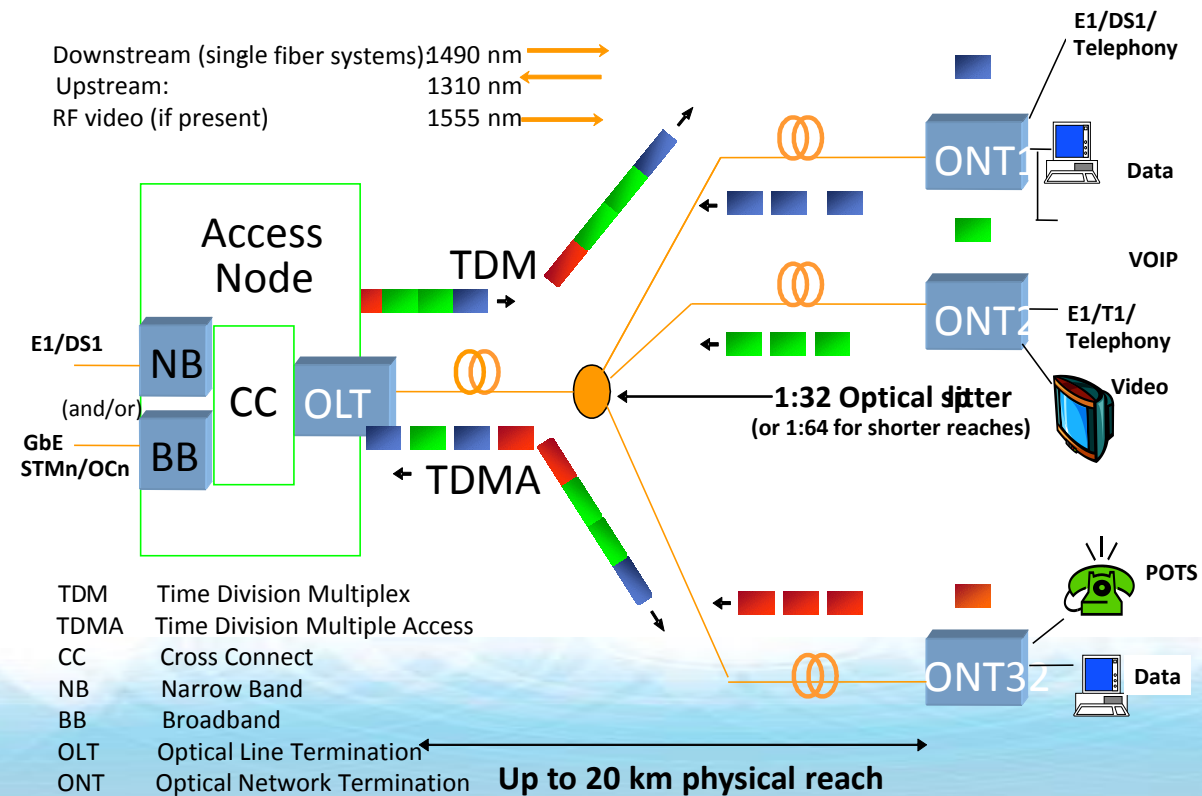 Downstream (single fiber systems): 1490 nm
Upstream: 1310 nm
RF video (if present) 1555 nm
E1/DS1/
Telephony
ONT1
Data
Access
Node
TDM
VOIP
ONT2
E1/T1/
Telephony
E1/DS1
NB
(and/or)
CC
OLT
Video
1:32 Optical splitter
(or 1:64 for shorter reaches)
GbE
STMn/OCn
BB
TDMA
POTS
ONT32
Data
TDM Time Division Multiplex
TDMA Time Division Multiple Access
CC Cross Connect
NB Narrow Band
BB Broadband
OLT Optical Line Termination
ONT Optical Network Termination
Up to 20 km physical reach